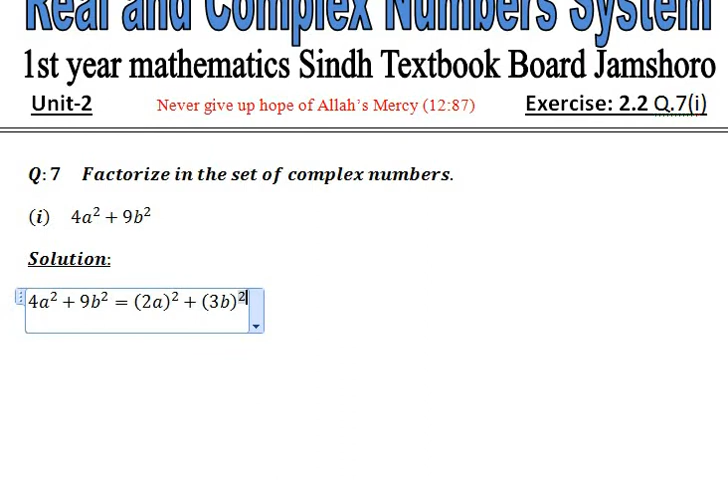 Real and Complex Numbers System
1st year mathematics Sindh Textbook Board Jamshoro
Unit-2 Never give up hope of Allah's Mercy (12:87) Exercise: 2.2 Q.7(i)
Q: 7 Factorize in the set of complex numbers.
(i) 4a² + 9b²
Solution:
4a² + 9b² = (2a)² + (3b)²